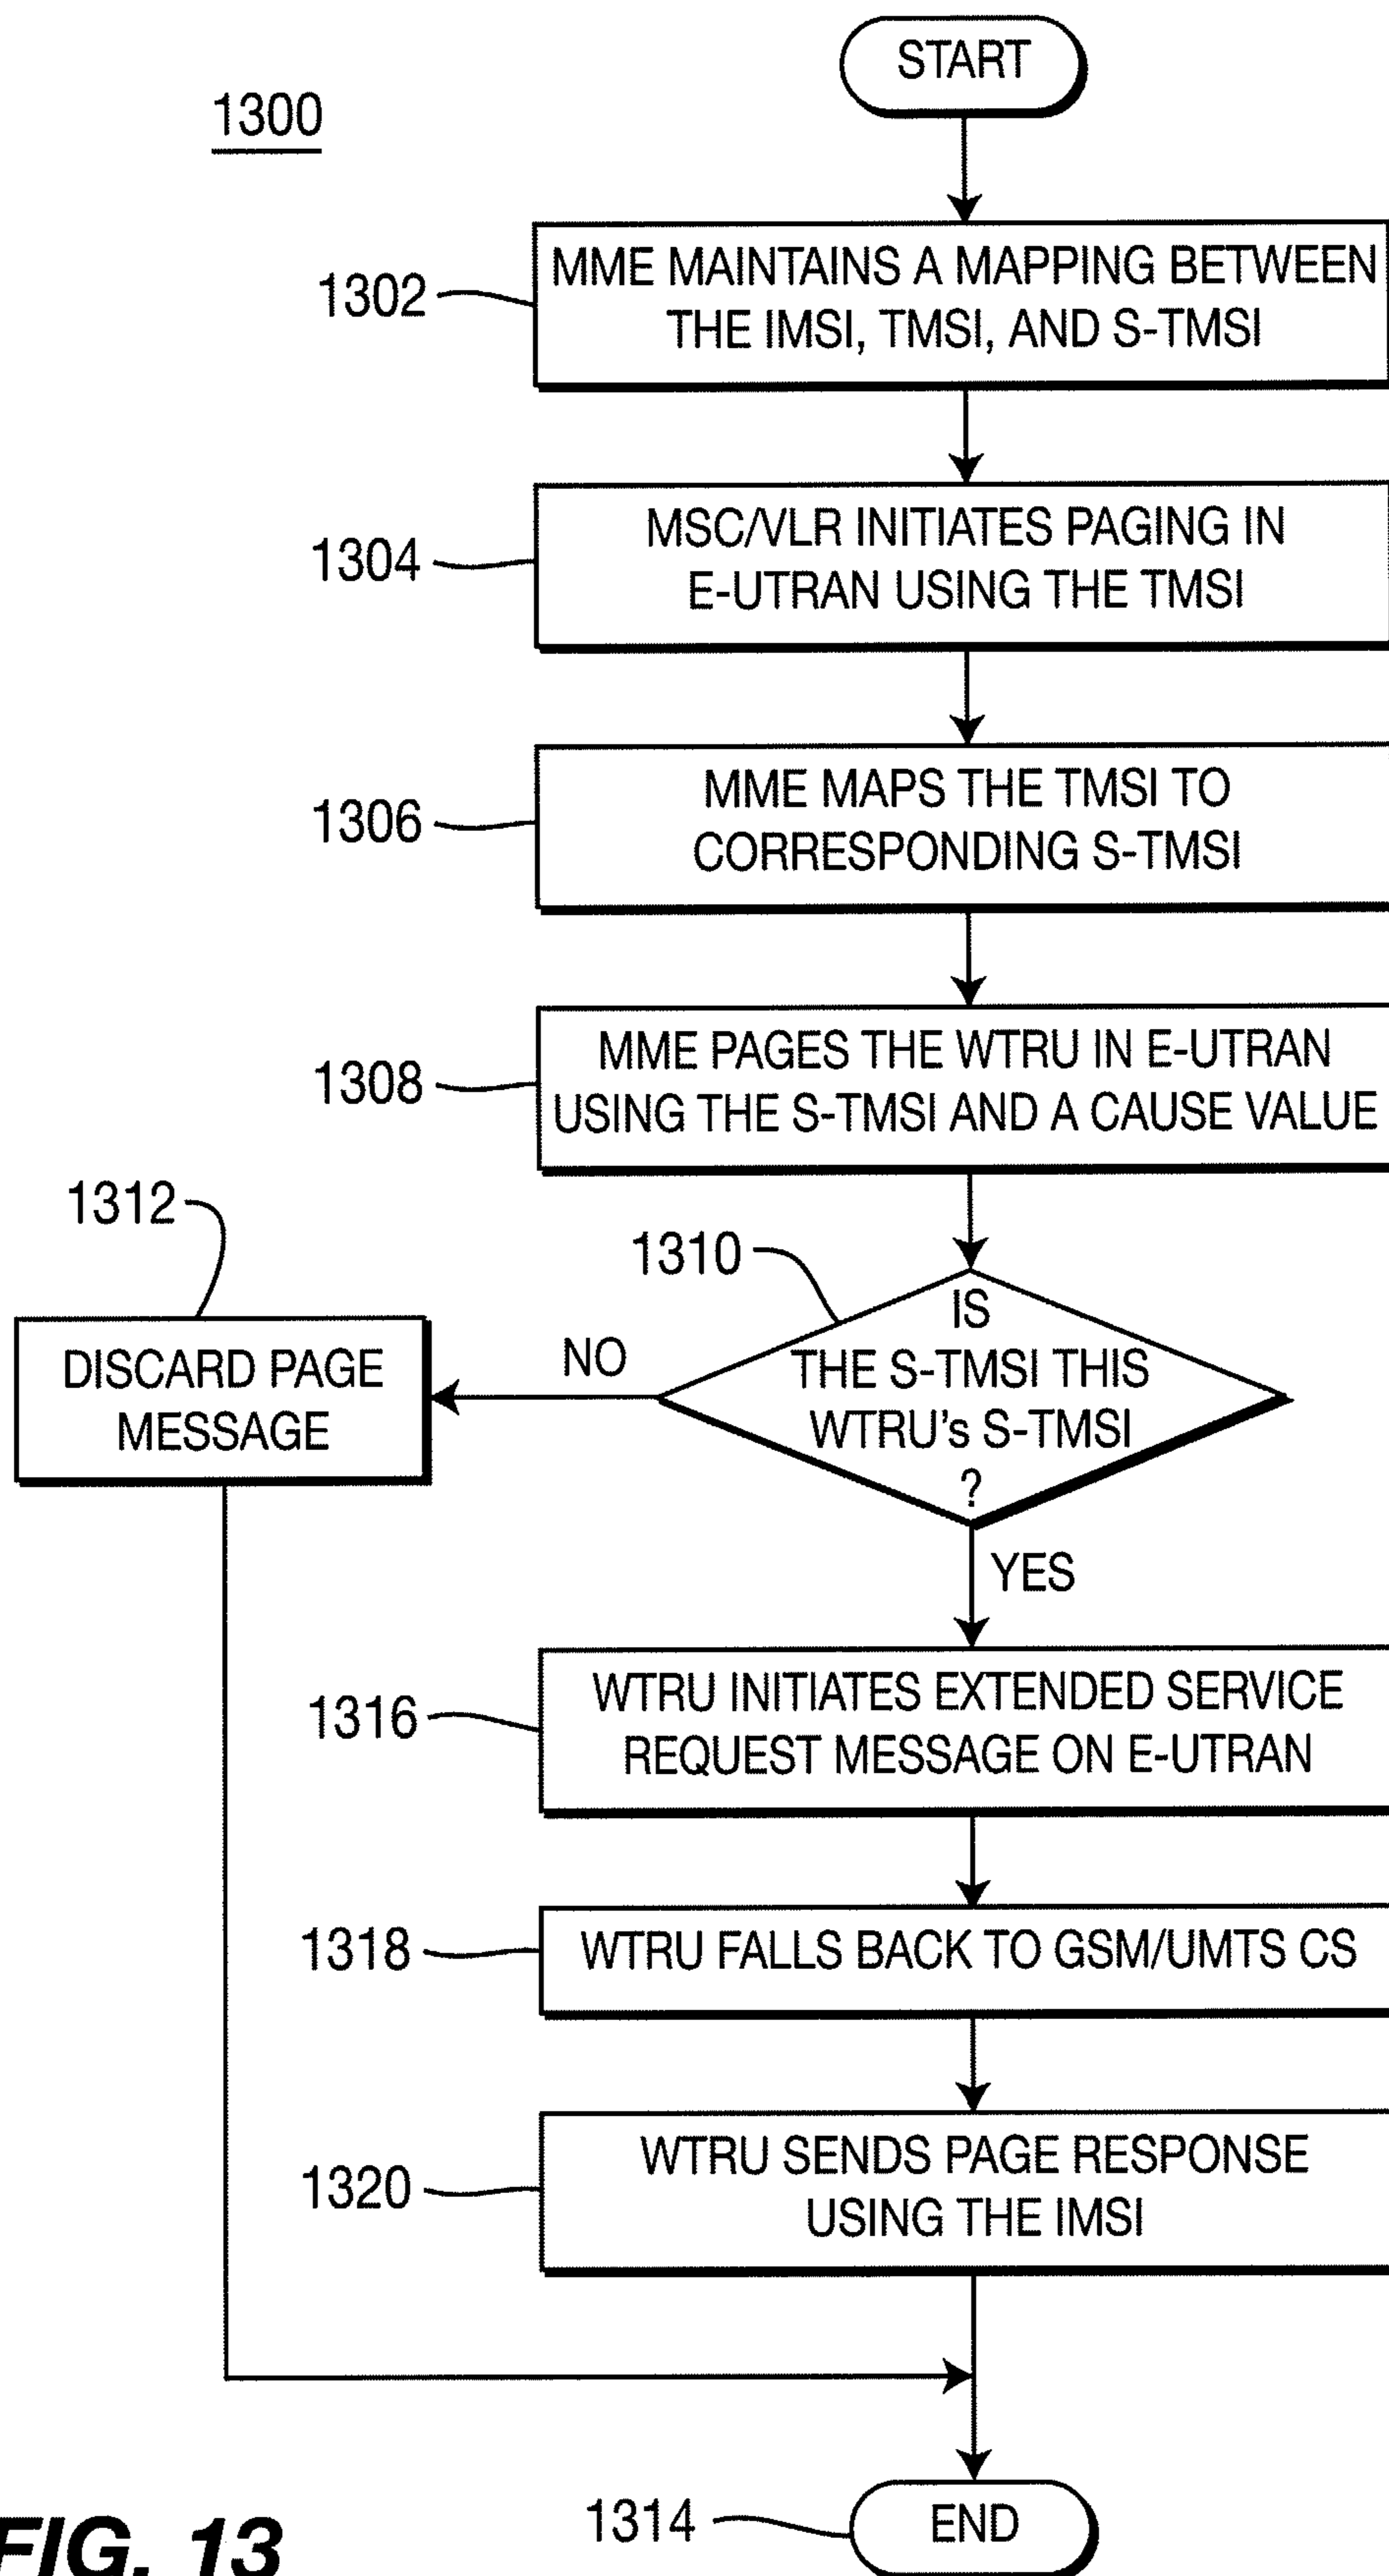 START
1300
1302
MME MAINTAINS A MAPPING BETWEEN
THE IMSI, TMSI, AND S-TMSI
1304
MSC/VLR INITIATES PAGING IN
E-UTRAN USING THE TMSI
1306
MME MAPS THE TMSI TO
CORRESPONDING S-TMSI
1308
MME PAGES THE WTRU IN E-UTRAN
USING THE S-TMSI AND A CAUSE VALUE
1310
IS
THE S-TMSI THIS
WTRU's S-TMSI
?
NO
1312
DISCARD PAGE
MESSAGE
YES
1316
WTRU INITIATES EXTENDED SERVICE
REQUEST MESSAGE ON E-UTRAN
1318
WTRU FALLS BACK TO GSM/UMTS CS
1320
WTRU SENDS PAGE RESPONSE
USING THE IMSI
1314
END
FIG. 13